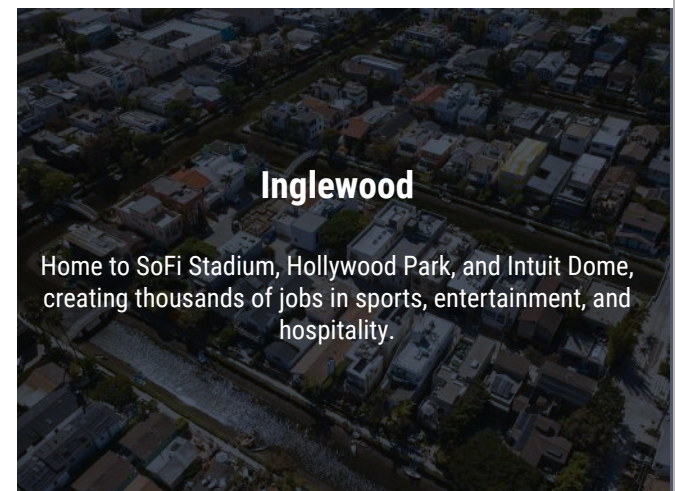 Inglewood
Home to SoFi Stadium, Hollywood Park, and Intuit Dome,
creating thousands of jobs in sports, entertainment, and
hospitality.